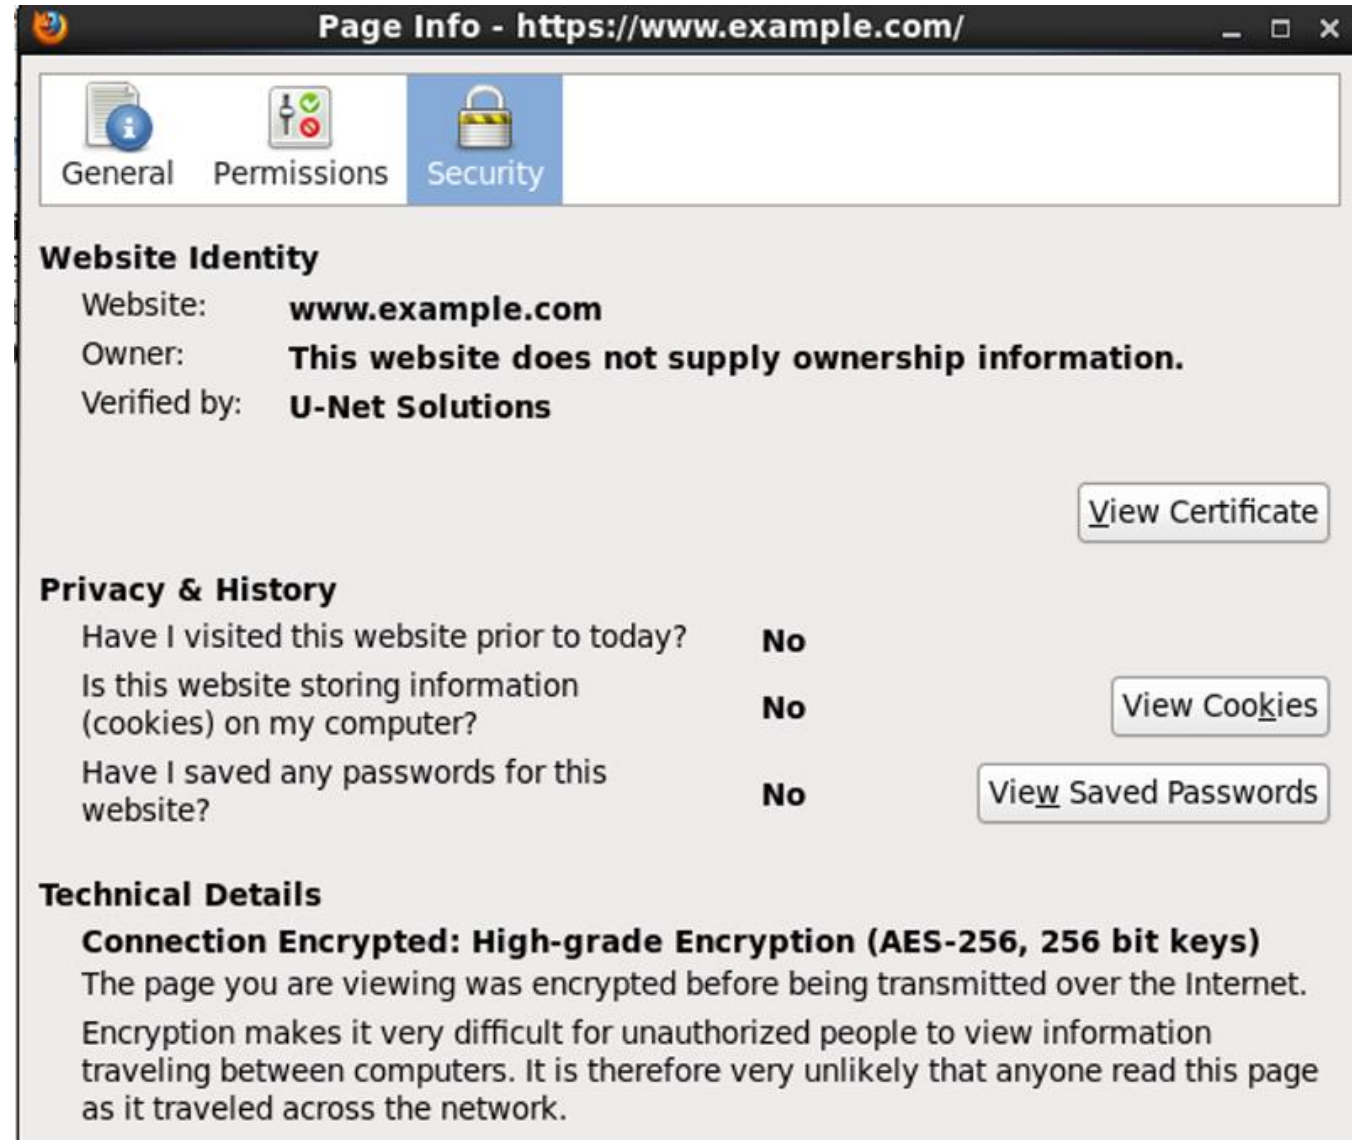 Page Info - https://www.example.com/
General Permissions Security
Website Identity
Website: www.example.com
Owner: This website does not supply ownership information.
Verified by: U-Net Solutions
View Certificate
Privacy & History
Have I visited this website prior to today? No
Is this website storing information
(cookies) on my computer? No View Cookies
Have I saved any passwords for this
website? No View Saved Passwords
Technical Details
Connection Encrypted: High-grade Encryption (AES-256, 256 bit keys)
The page you are viewing was encrypted before being transmitted over the Internet.
Encryption makes it very difficult for unauthorized people to view information
traveling between computers. It is therefore very unlikely that anyone read this page
as it traveled across the network.